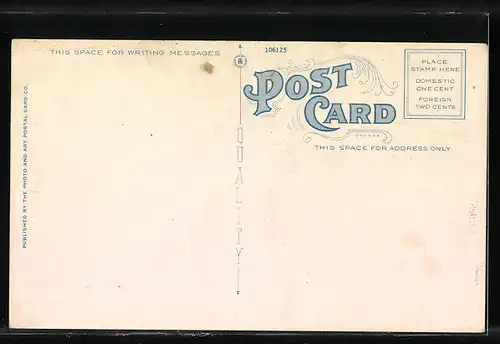 THIS SPACE FOR WRITING MESSAGES
106123
POST
CARD
THIS SPACE FOR ADDRESS ONLY
PLACE
STAMP HERE
DOMESTIC
ONE CENT
FOREIGN
TWO CENTS
QUALITY
PUBLISHED BY THE PHOTO AND ART POSTAL CARD CO.